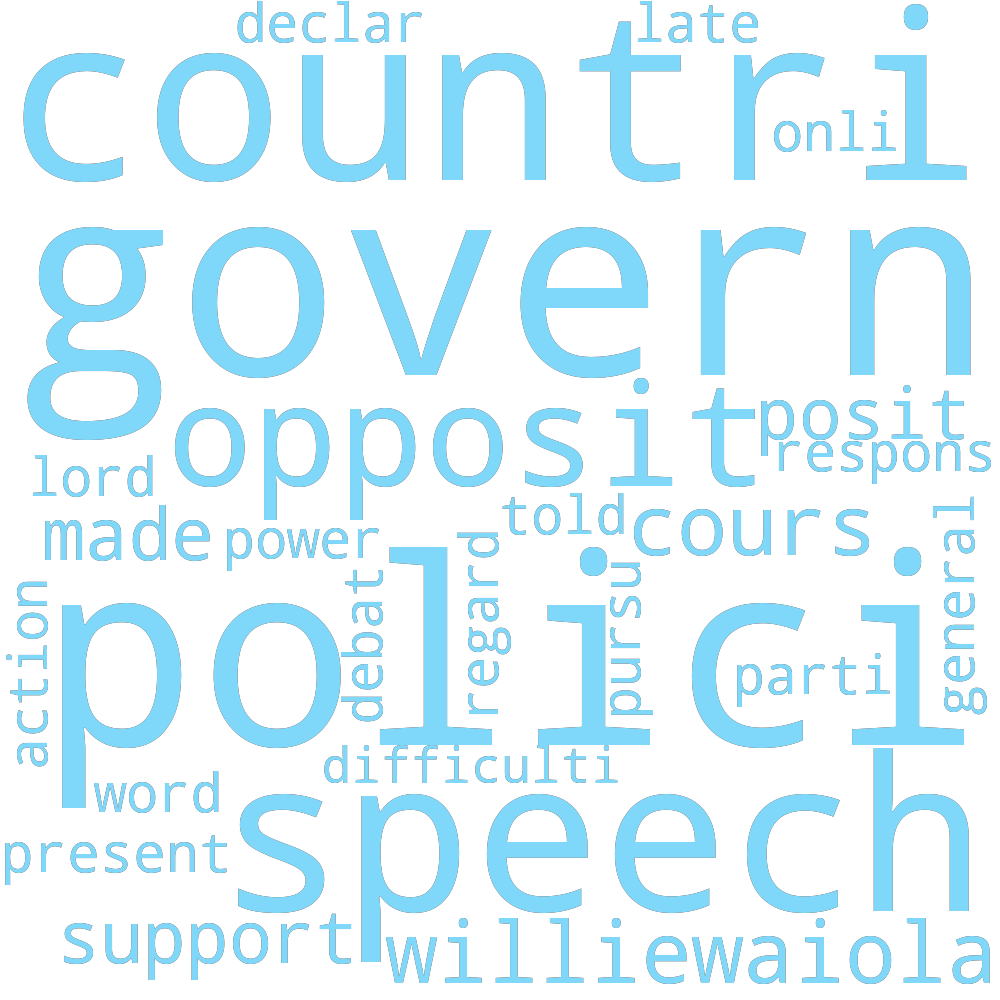 declar
late
countri
onli
govern
opposit
posit
respons
lord
told
made
power
cours
general
regard
debat
pursu
action
polici
parti
difficulti
word
speech
present
support
williewaiola